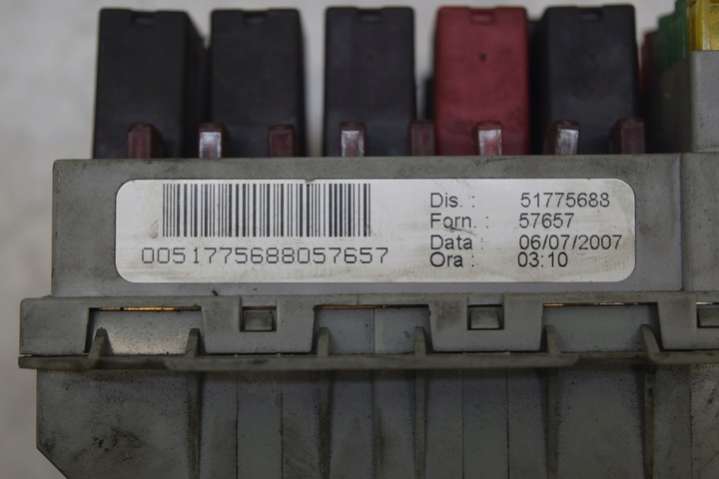 0051775688057657
Dis. : 51775688
Forn. : 57657
Data : 06/07/2007
Ora : 03:10